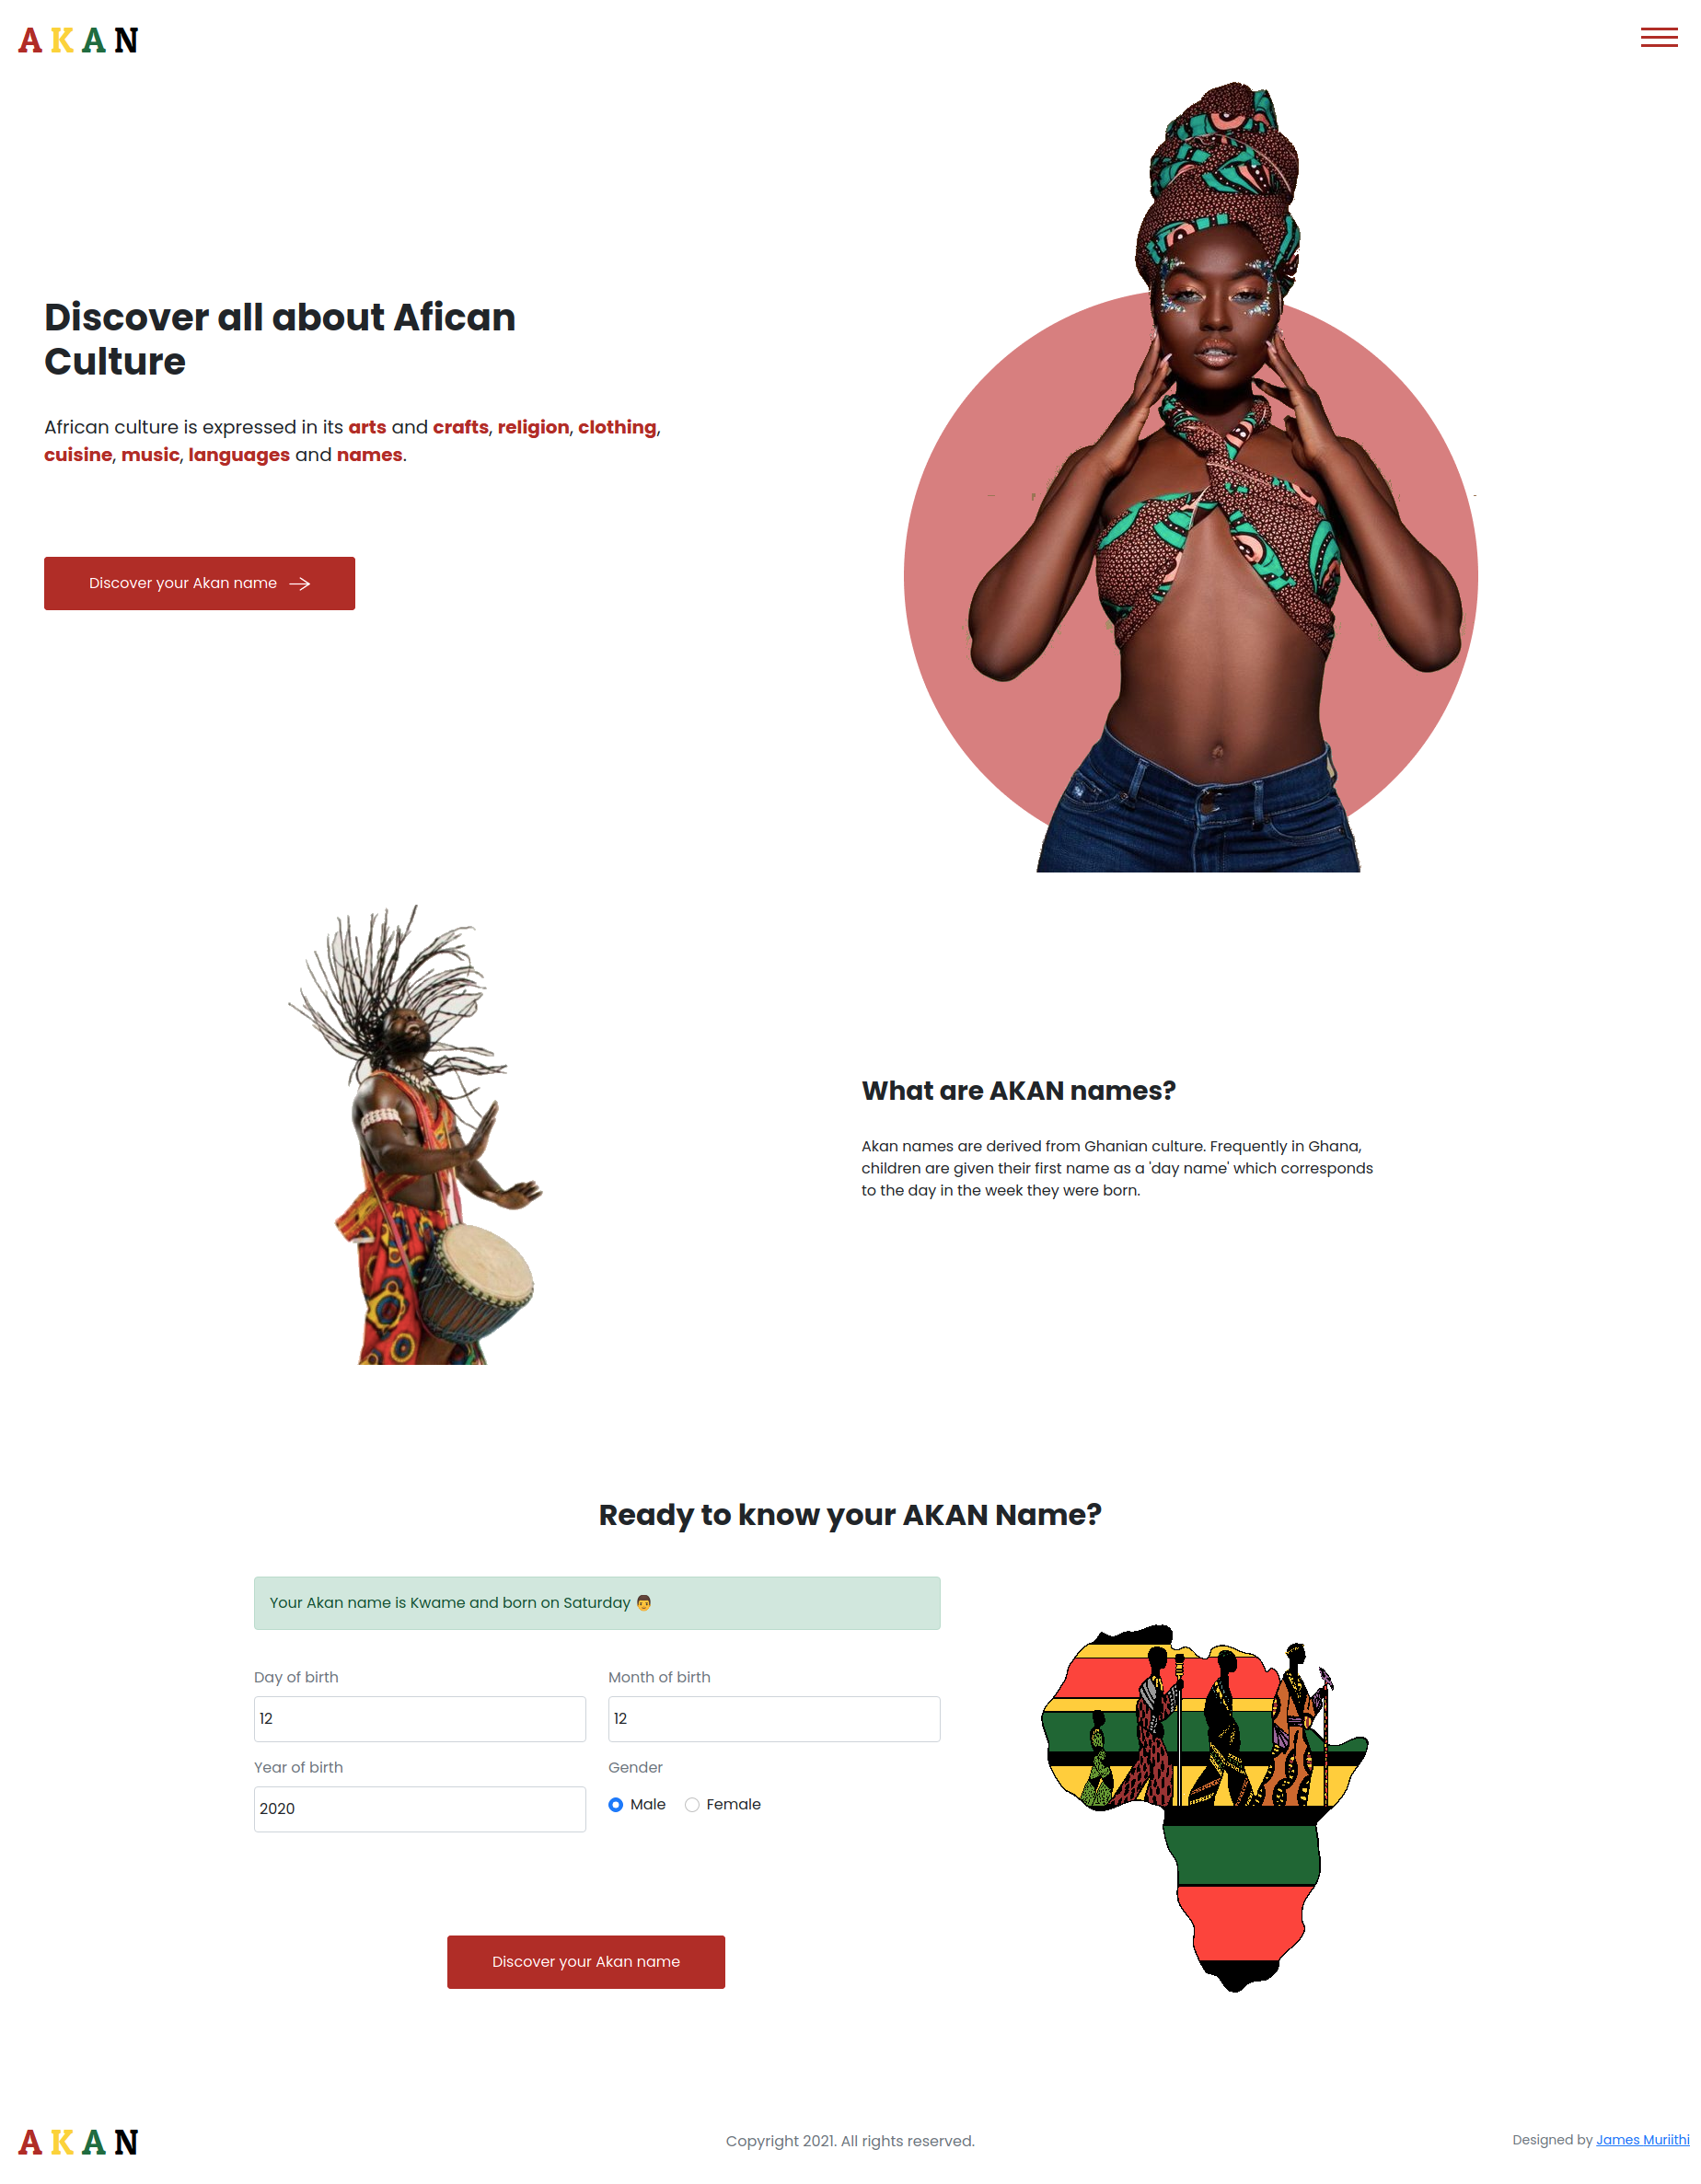 AKAN
Discover all about Afican
Culture
African culture is expressed in its arts and crafts, religion, clothing,
cuisine, music, languages and names.
Discover your Akan name
What are AKAN names?
Akan names are derived from Ghanian culture. Frequently in Ghana,
children are given their first name as a 'day name' which corresponds
to the day in the week they were born.
Ready to know your AKAN Name?
Your Akan name is Kwame and born on Saturday 👨
Day of birth
Month of birth
12
12
Year of birth
Gender
2020
Male
Female
Discover your Akan name
AKAN
Copyright 2021. All rights reserved.
Designed by James Muriithi